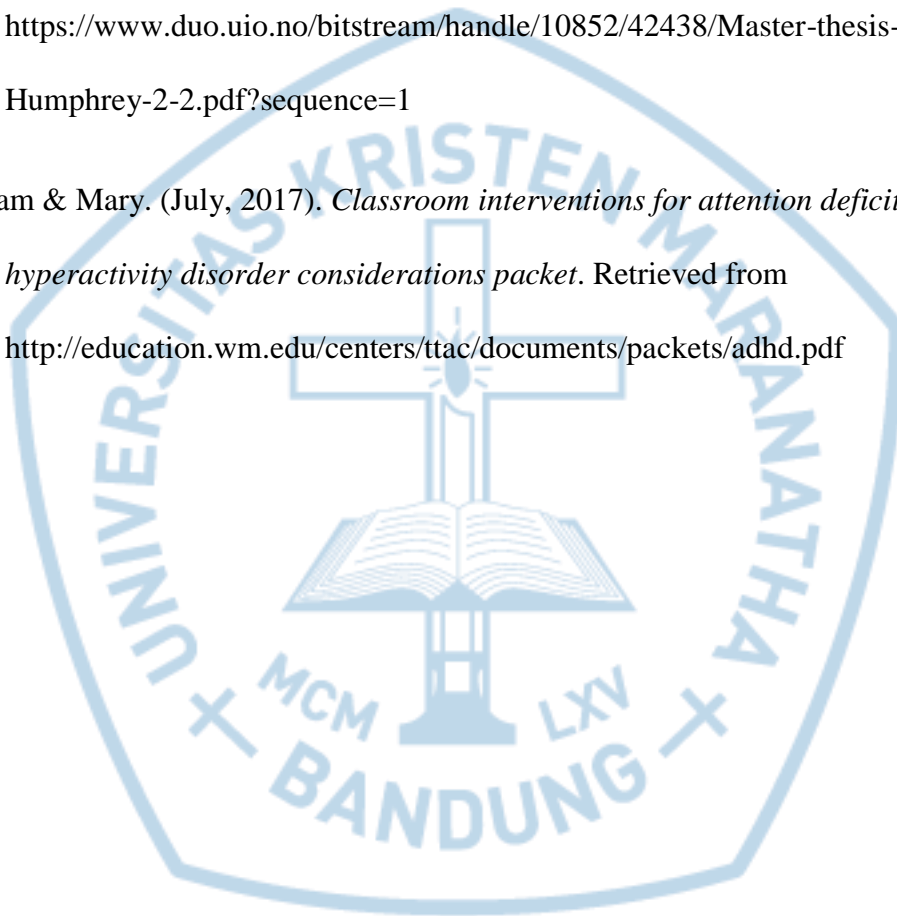 https://www.duo.uio.no/bitstream/handle/10852/42438/Master-thesis-
Humphrey-2-2.pdf?sequence=1
am & Mary. (July, 2017). Classroom interventions for attention deficit
hyperactivity disorder considerations packet. Retrieved from
http://education.wm.edu/centers/ttac/documents/packets/adhd.pdf
UNIVERSITAS KRISTEN MARANATHA
MCM LXV
BANDUNG